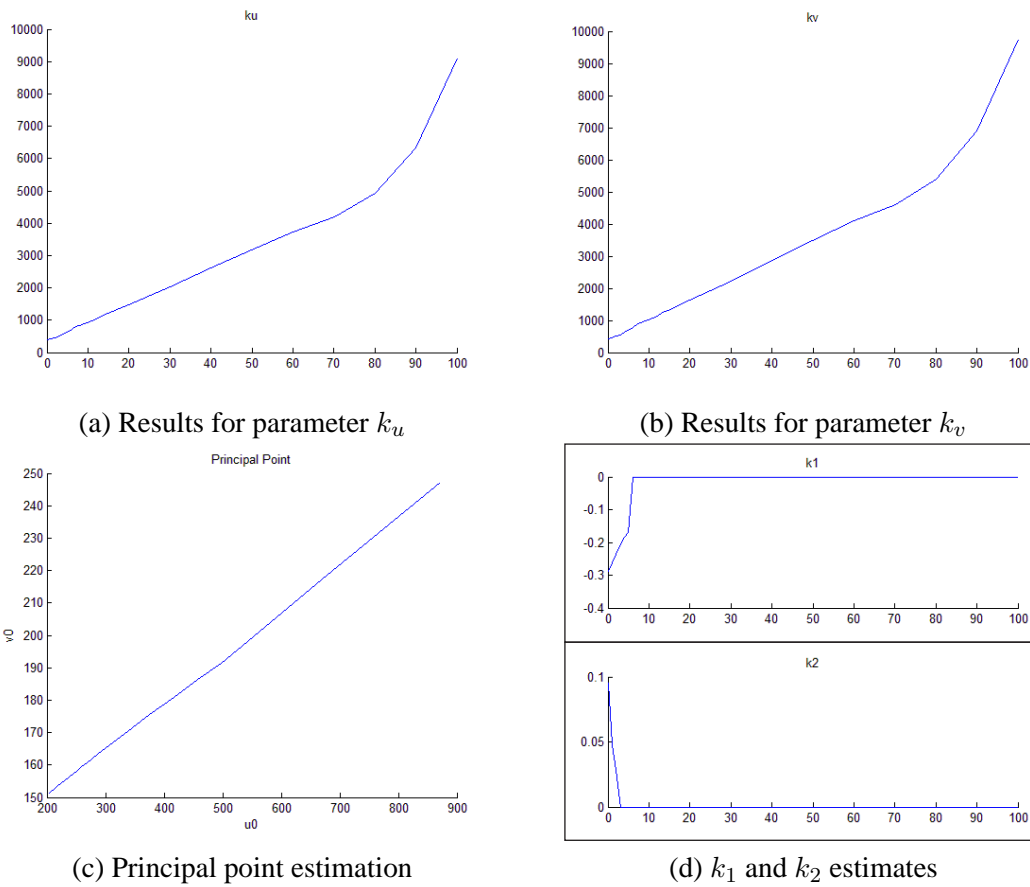 ku
10000
9000
8000
7000
6000
5000
4000
3000
2000
1000
0
0 10 20 30 40 50 60 70 80 90 100
(a) Results for parameter k_u
kv
10000
9000
8000
7000
6000
5000
4000
3000
2000
1000
0
0 10 20 30 40 50 60 70 80 90 100
(b) Results for parameter k_v
Principal Point
250
240
230
220
210
200
190
180
170
160
150
v0
200 300 400 500 600 700 800 900
u0
(c) Principal point estimation
k1
0
-0.1
-0.2
-0.3
-0.4
0 10 20 30 40 50 60 70 80 90 100
k2
0.1
0.05
0
0 10 20 30 40 50 60 70 80 90 100
(d) k_1 and k_2 estimates